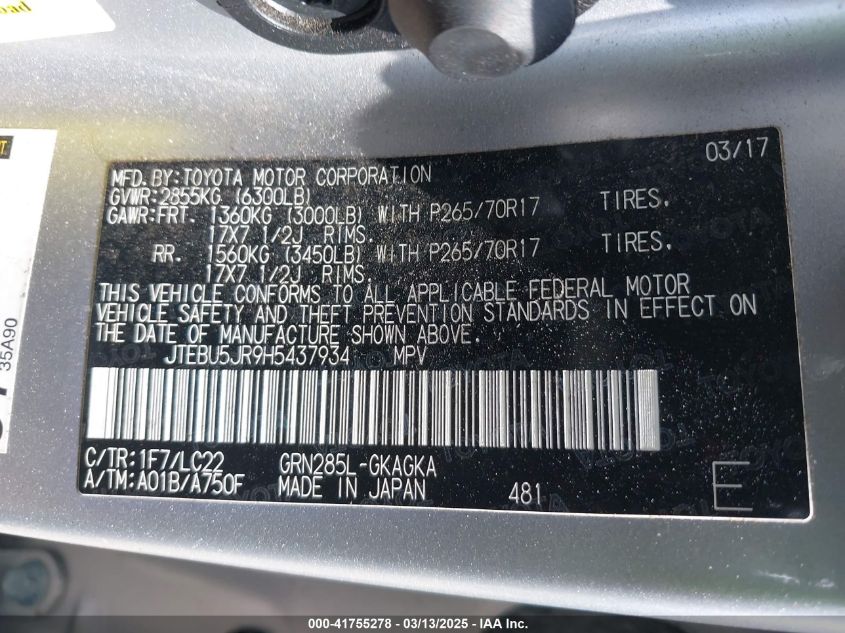 oad
T.
35A90
03/17
MFD. BY:TOYOTA MOTOR CORPORATION
GVWR:2855KG (6300LB)
GAWR:FRT. 1360KG (3000LB) WITH P265/70R17 TIRES.
17X7 1/2J RIMS.
RR. 1560KG (3450LB) WITH P265/70R17 TIRES.
17X7 1/2J RIMS.
THIS VEHICLE CONFORMS TO ALL APPLICABLE FEDERAL MOTOR
VEHICLE SAFETY AND THEFT PREVENTION STANDARDS IN EFFECT ON
THE DATE OF MANUFACTURE SHOWN ABOVE.
JTEBU5JR9H5437934 MPV
C/TR:1F7/LC22 GRN285L-GKAGKA
A/TM:A01B/A750F MADE IN JAPAN 481 E
000-41755278 - 03/13/2025 - IAA Inc.